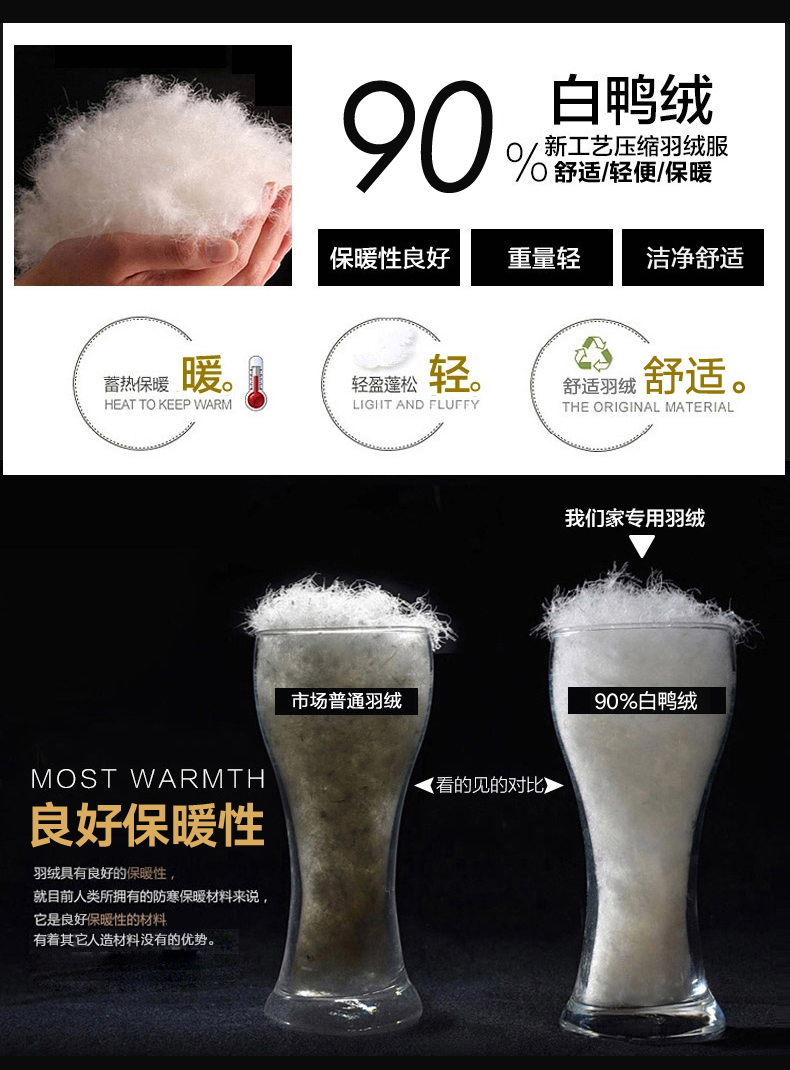 90%
白鸭绒
新工艺压缩羽绒服
舒适/轻便/保暖
保暖性良好
重量轻
洁净舒适
蓄热保暖 暖。
HEAT TO KEEP WARM
轻盈蓬松 轻。
LIGIIT AND FLUFFY
舒适羽绒 舒适。
THE ORIGINAL MATERIAL
我们家专用羽绒
市场普通羽绒
90%白鸭绒
看的见的对比
MOST WARMTH
良好保暖性
羽绒具有良好的保暖性，
就目前人类所拥有的防寒保暖材料来说，
它是良好保暖性的材料
有着其它人造材料没有的优势。